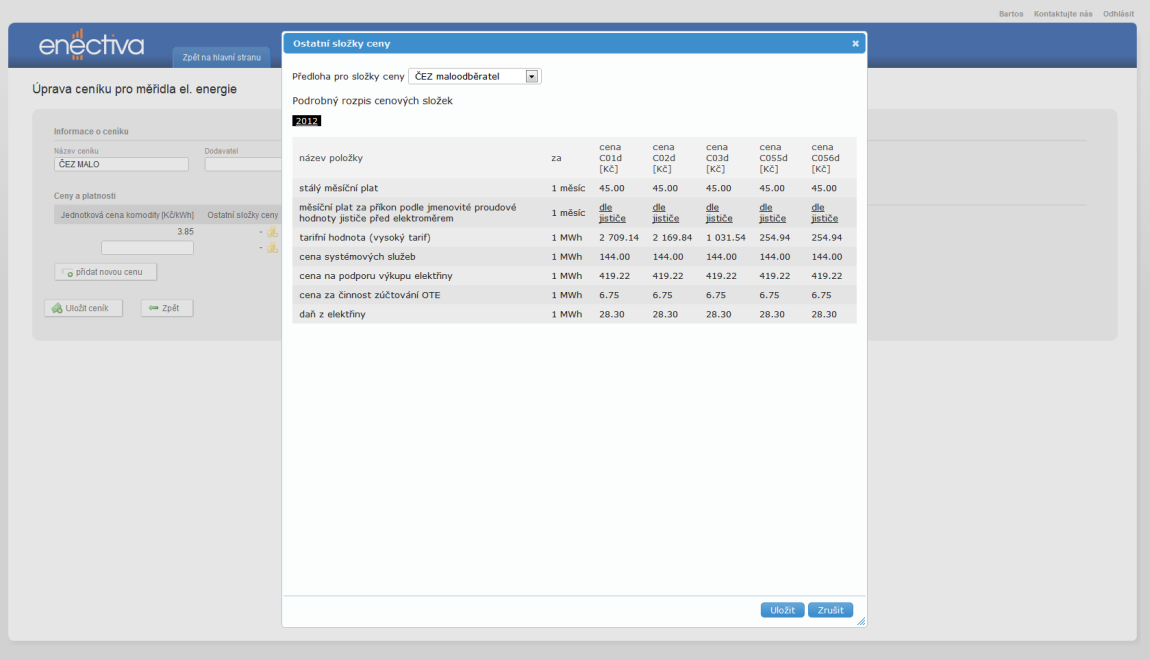 Bartos Kontaktujte nás Odhlásit
enectiva
Zpět na hlavní stranu
Úprava ceníku pro měřidla el. energie
Informace o ceníku
Název ceníku Dodavatel
ČEZ MALO
Ceny a platnosti
Jednotková cena komodity [Kč/kWh] Ostatní složky ceny
3.85 -
-
přidat novou cenu
Uložit ceník Zpět
Ostatní složky ceny
Předloha pro složky ceny ČEZ maloodběratel
Podrobný rozpis cenových složek
2012
název položky za cena C01d [Kč] cena C02d [Kč] cena C03d [Kč] cena C055d [Kč] cena C056d [Kč]
stálý měsíční plat 1 měsíc 45.00 45.00 45.00 45.00 45.00
měsíční plat za příkon podle jmenovité proudové
hodnoty jističe před elektroměrem 1 měsíc dle jističe dle jističe dle jističe dle jističe dle jističe
tarifní hodnota (vysoký tarif) 1 MWh 2 709.14 2 169.84 1 031.54 254.94 254.94
cena systémových služeb 1 MWh 144.00 144.00 144.00 144.00 144.00
cena na podporu výkupu elektřiny 1 MWh 419.22 419.22 419.22 419.22 419.22
cena za činnost zúčtování OTE 1 MWh 6.75 6.75 6.75 6.75 6.75
daň z elektřiny 1 MWh 28.30 28.30 28.30 28.30 28.30
Uložit Zrušit